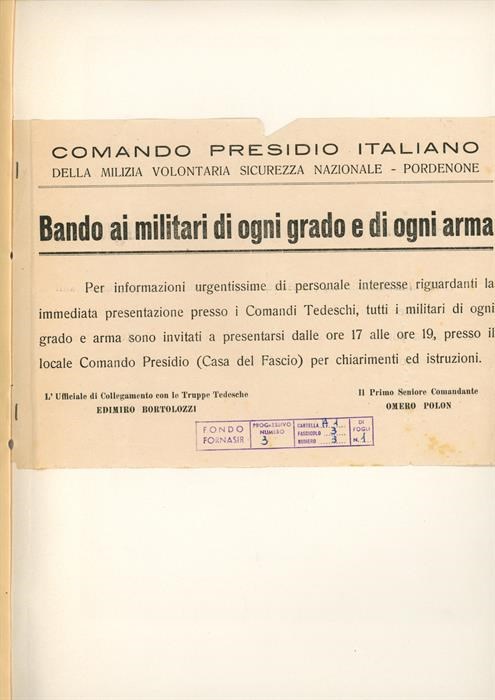 COMANDO PRESIDIO ITALIANO
DELLA MILIZIA VOLONTARIA SICUREZZA NAZIONALE - PORDENONE
Bando ai militari di ogni grado e di ogni arma
Per informazioni urgentissime di personale interesse riguardanti la
immediata presentazione presso i Comandi Tedeschi, tutti i militari di ogni
grado e arma sono invitati a presentarsi dalle ore 17 alle ore 19, presso il
locale Comando Presidio (Casa del Fascio) per chiarimenti ed istruzioni.
L' Ufficiale di Collegamento con le Truppe Tedesche
EDIMIRO BORTOLOZZI
Il Primo Seniore Comandante
OMERO POLON
FONDO
FORNASIR
PROGRESSIVO
NUMERO
3
CARTELLA A 1
FASCICOLO 3
NUMERO 3
DI
FOGLI
N. 1